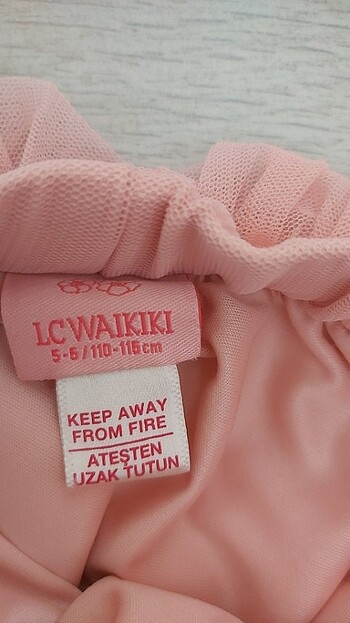 LC WAIKIKI
5-6/110-116cm
KEEP AWAY
FROM FIRE
ATEŞTEN
UZAK TUTUN